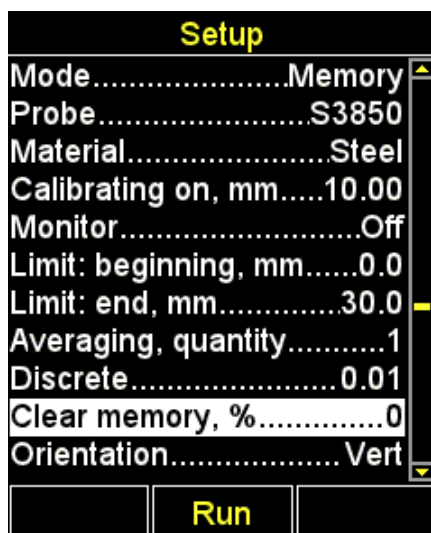 Setup
Mode......................Memory
Probe........................S3850
Material.......................Steel
Calibrating on, mm.....10.00
Monitor...........................Off
Limit: beginning, mm......0.0
Limit: end, mm..............30.0
Averaging, quantity...........1
Discrete.......................0.01
Clear memory, %..............0
Orientation................... Vert
Run